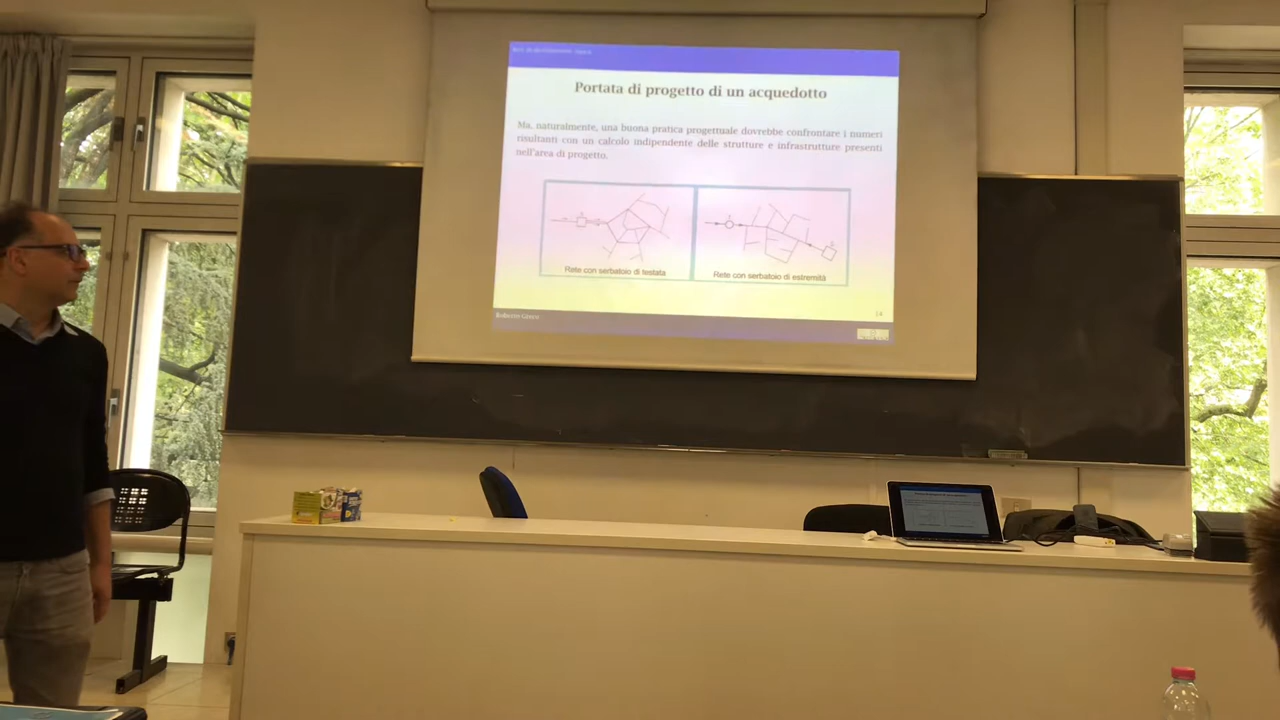 Portata di progetto di un acquedotto
Ma, naturalmente, una buona pratica progettuale dovrebbe confrontare i numeri
risultanti con un calcolo indipendente delle strutture e infrastrutture presenti
nell'area di progetto.
Rete con serbatoio di testata
Rete con serbatoio di estremità
Roberto